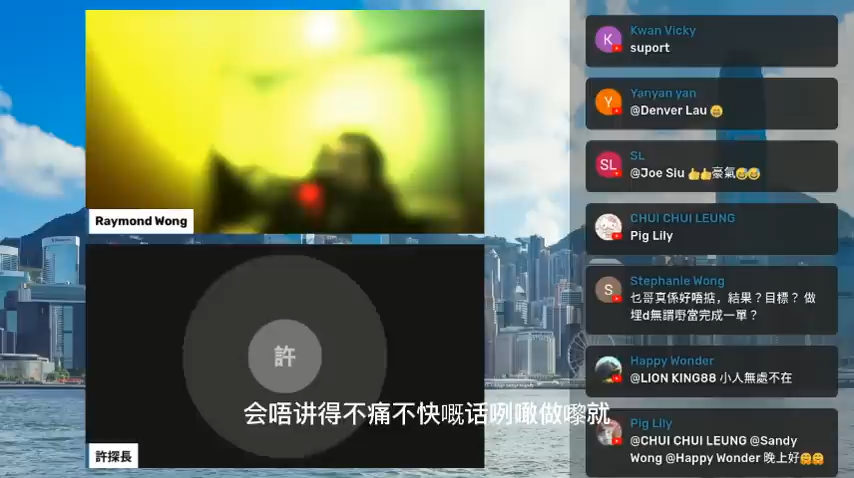 Raymond Wong
許
许探長
会唔讲得不痛不快嘅话咧噉做嚟就
Kwan Vicky
suport
Yanyan yan
@Denver Lau 😄
SL
@Joe Siu 👍👍豪氣😅😅
CHUI CHUI LEUNG
Pig Lily
Stephanie Wong
乜哥真係好唔掂，結果？目標？ 做
埋d無謂嘢當完成一單？
Happy Wonder
@LION KING88 小人無處不在
Pig Lily
@CHUI CHUI LEUNG @Sandy
Wong @Happy Wonder 晚上好🤗🤗
K
Y
SL
S